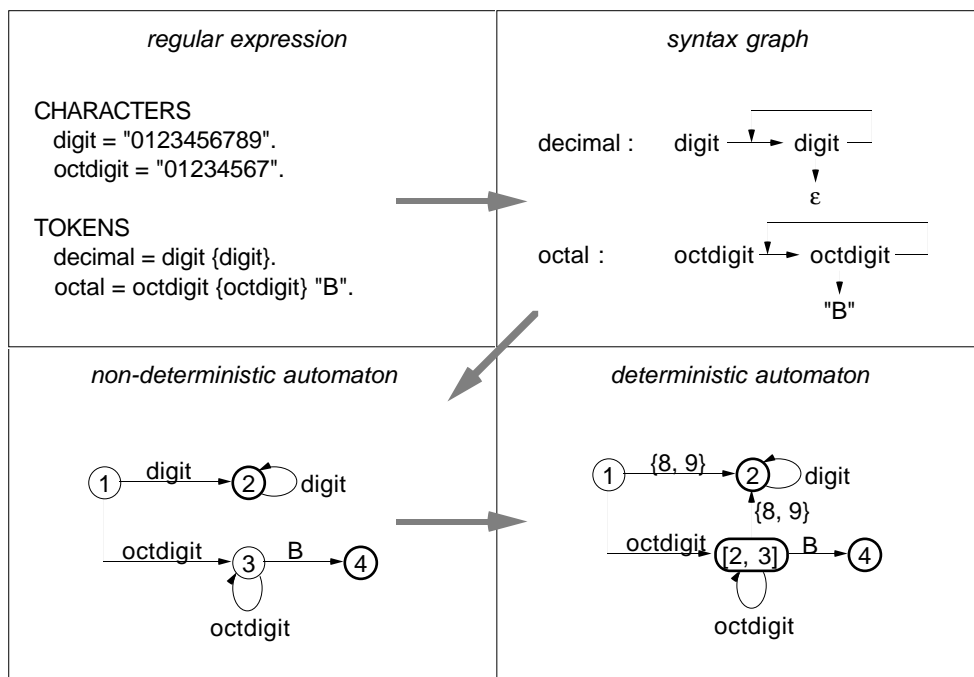 regular expression
CHARACTERS
digit = "0123456789".
octdigit = "01234567".
TOKENS
decimal = digit {digit}.
octal = octdigit {octdigit} "B".
syntax graph
decimal : digit digit
ε
octal : octdigit octdigit
"B"
non-deterministic automaton
1 digit 2 digit
octdigit 3 B 4
octdigit
deterministic automaton
1 {8, 9} 2 digit
{8, 9}
octdigit [2, 3] B 4
octdigit